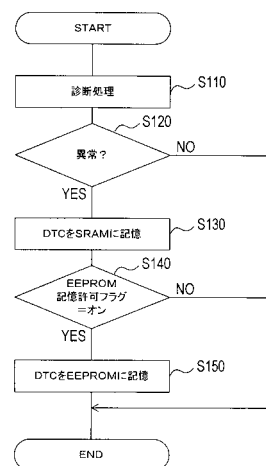 START
診断処理
S110
異常？
S120
NO
YES
DTCをSRAMに記憶
S130
EEPROM
記憶許可フラグ
＝オン
S140
NO
YES
DTCをEEPROMに記憶
S150
END